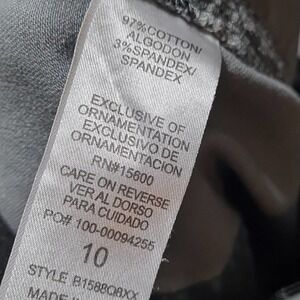 97%COTTON/
ALGODON
3%SPANDEX/
SPANDEX
EXCLUSIVE OF
ORNAMENTATION
EXCLUSIVO DE
ORNAMENTACION
RN#15600
CARE ON REVERSE
VER AL DORSO
PARA CUIDADO
PO# 100-00094255
10
STYLE B1588Q8XX
MADE